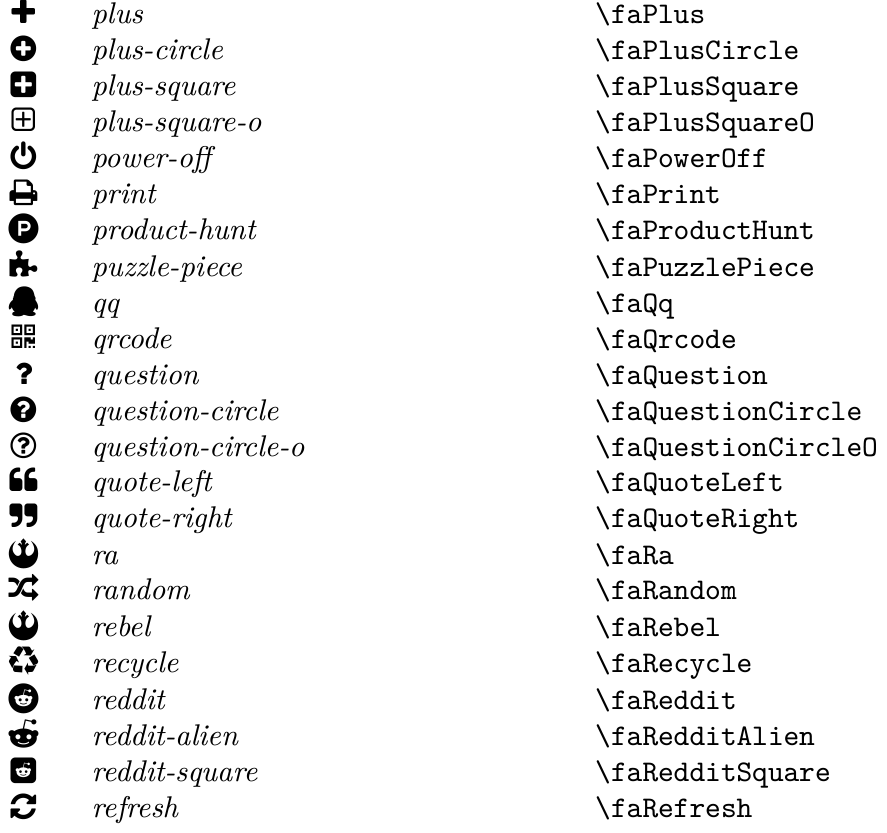 plus \faPlus
plus-circle \faPlusCircle
plus-square \faPlusSquare
plus-square-o \faPlusSquareO
power-off \faPowerOff
print \faPrint
product-hunt \faProductHunt
puzzle-piece \faPuzzlePiece
qq \faQq
qrcode \faQrcode
question \faQuestion
question-circle \faQuestionCircle
question-circle-o \faQuestionCircleO
quote-left \faQuoteLeft
quote-right \faQuoteRight
ra \faRa
random \faRandom
rebel \faRebel
recycle \faRecycle
reddit \faReddit
reddit-alien \faRedditAlien
reddit-square \faRedditSquare
refresh \faRefresh